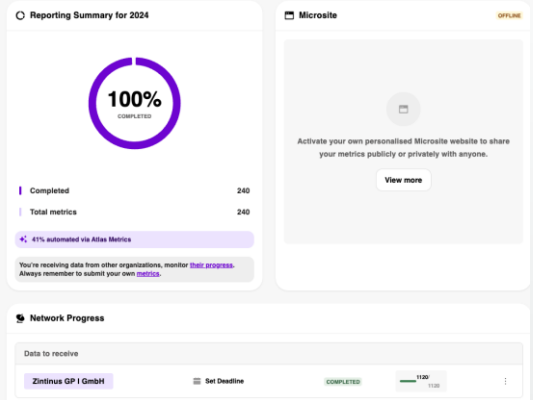 Reporting Summary for 2024
100%
COMPLETED
Completed 240
Total metrics 240
41% automated via Atlas Metrics
You're receiving data from other organizations, monitor their progress.
Always remember to submit your own metrics.
Microsite OFFLINE
Activate your own personalised Microsite website to share
your metrics publicly or privately with anyone.
View more
Network Progress
Data to receive
Zintinus GP I GmbH Set Deadline COMPLETED 1120/
1120